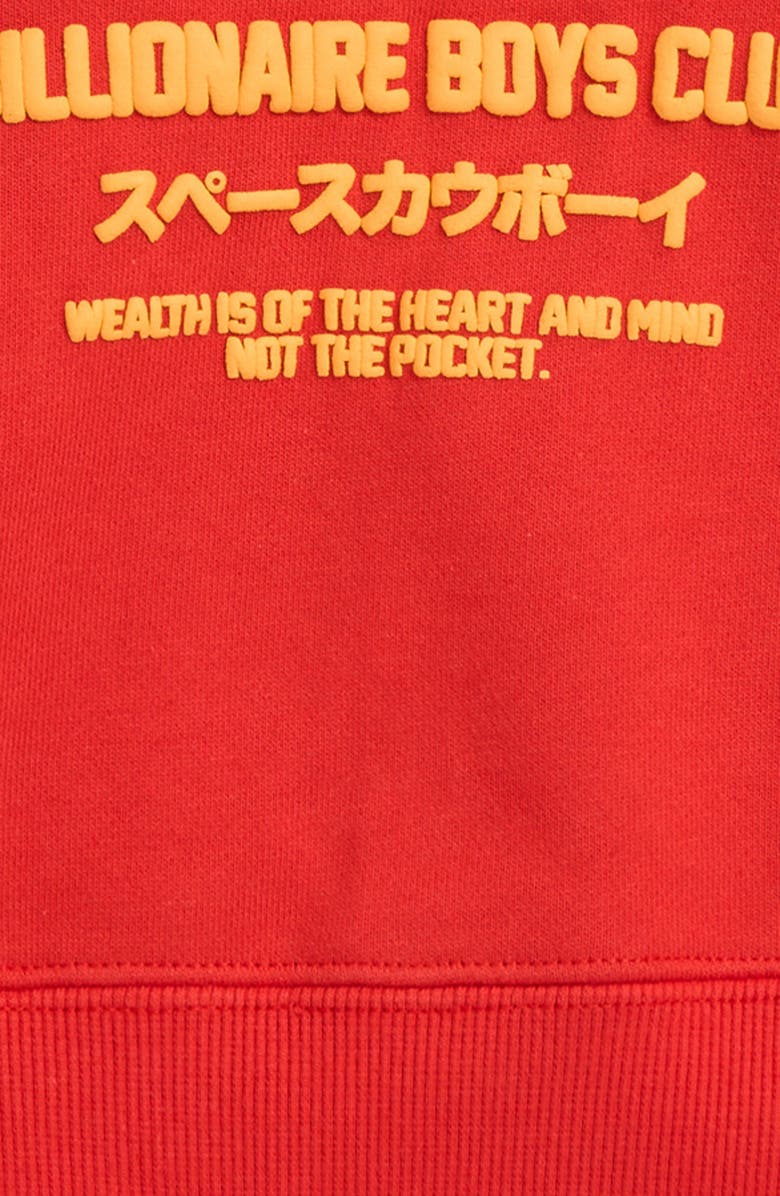 ILLIONAIRE BOYS CLU
スペースカウボーイ
WEALTH IS OF THE HEART AND MIND
NOT THE POCKET.